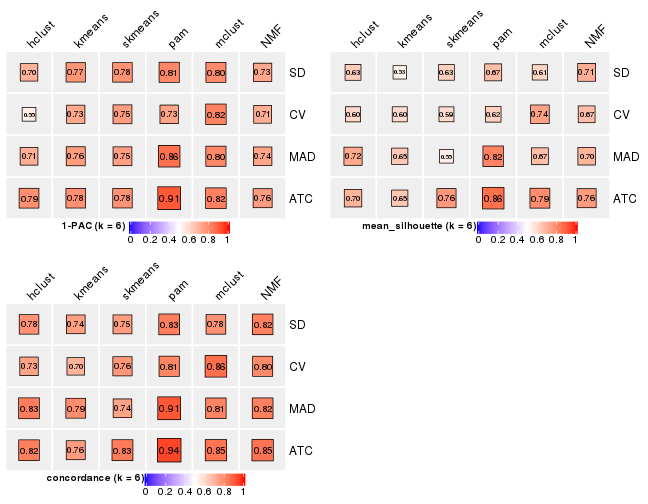 hclust kmeans skmeans pam mclust NMF
0.70 0.77 0.78 0.81 0.80 0.73 SD
0.55 0.73 0.75 0.73 0.82 0.71 CV
0.71 0.76 0.75 0.86 0.80 0.74 MAD
0.79 0.78 0.78 0.91 0.82 0.76 ATC
1-PAC (k = 6)
0 0.2 0.4 0.6 0.8 1
hclust kmeans skmeans pam mclust NMF
0.63 0.53 0.63 0.67 0.61 0.71 SD
0.60 0.60 0.59 0.62 0.74 0.67 CV
0.72 0.65 0.55 0.82 0.67 0.70 MAD
0.70 0.65 0.76 0.86 0.79 0.76 ATC
mean_silhouette (k = 6)
0 0.2 0.4 0.6 0.8 1
hclust kmeans skmeans pam mclust NMF
0.78 0.74 0.75 0.83 0.78 0.82 SD
0.73 0.70 0.76 0.81 0.86 0.80 CV
0.83 0.79 0.74 0.91 0.81 0.82 MAD
0.82 0.76 0.83 0.94 0.85 0.85 ATC
concordance (k = 6)
0 0.2 0.4 0.6 0.8 1